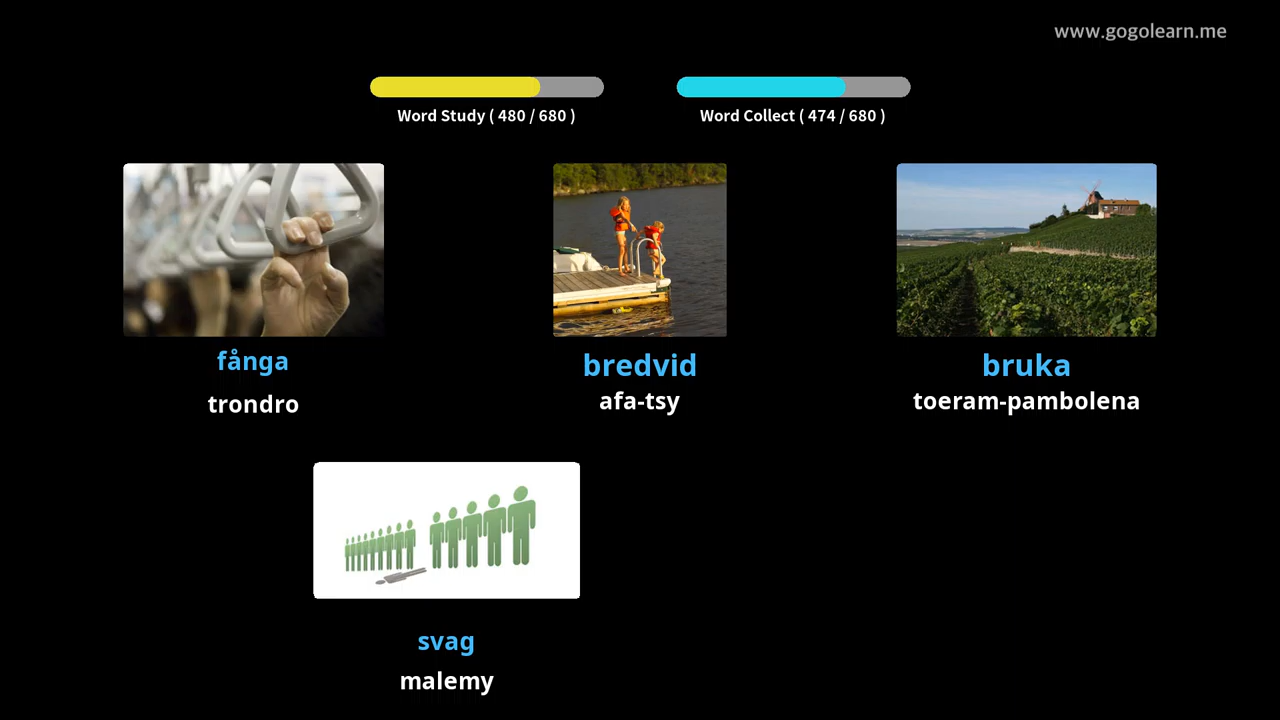 www.gogolearn.me
Word Study ( 480 / 680 )
Word Collect ( 474 / 680 )
fånga
trondro
bredvid
afa-tsy
bruka
toeram-pambolena
svag
malemy